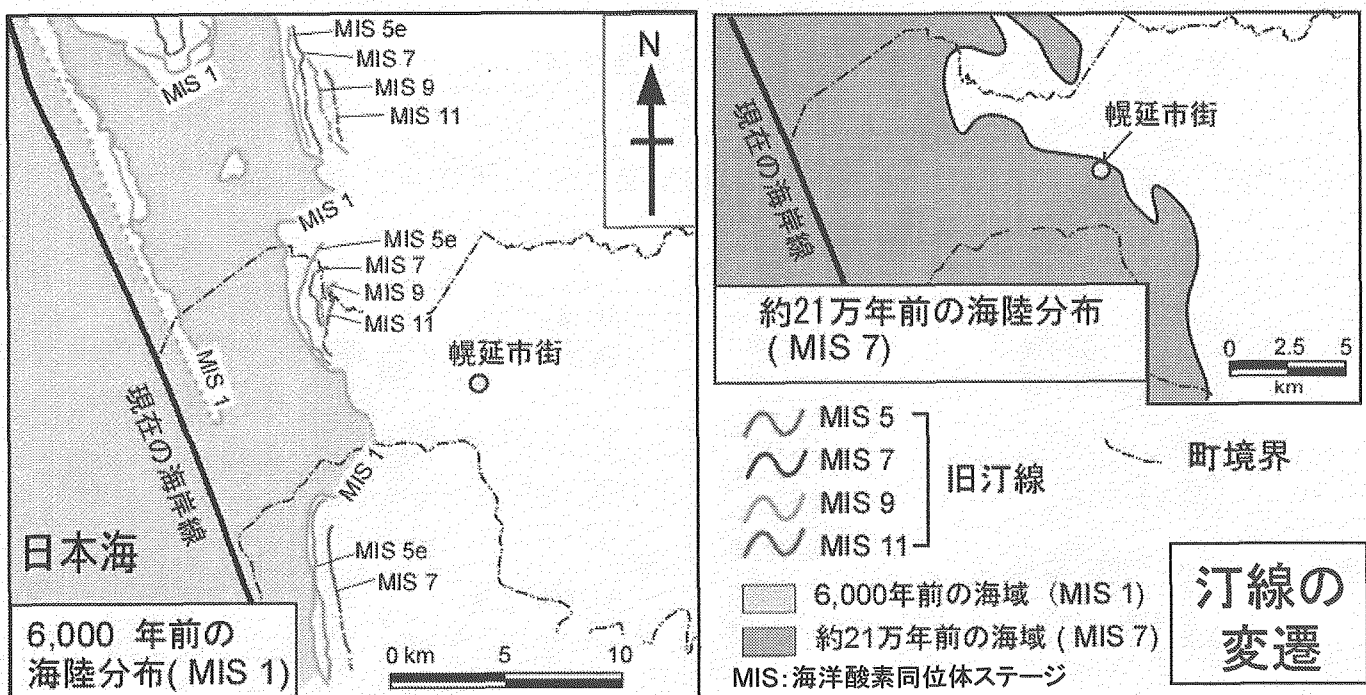 MIS 5e
MIS 7
MIS 9
MIS 11
MIS 1
N
MIS 1
MIS 5e
MIS 7
MIS 9
MIS 11
幌延市街
MIS 1
現在の海岸線
MIS 1
日本海
MIS 5e
MIS 7
6,000 年前の
海陸分布( MIS 1)
0 km 5 10
現在の海岸線
幌延市街
約21万年前の海陸分布
( MIS 7)
0 2.5 5
km
MIS 5
MIS 7
MIS 9
MIS 11
旧汀線
町境界
6,000年前の海域 (MIS 1)
約21万年前の海域 ( MIS 7)
MIS:海洋酸素同位体ステージ
汀線の
変遷